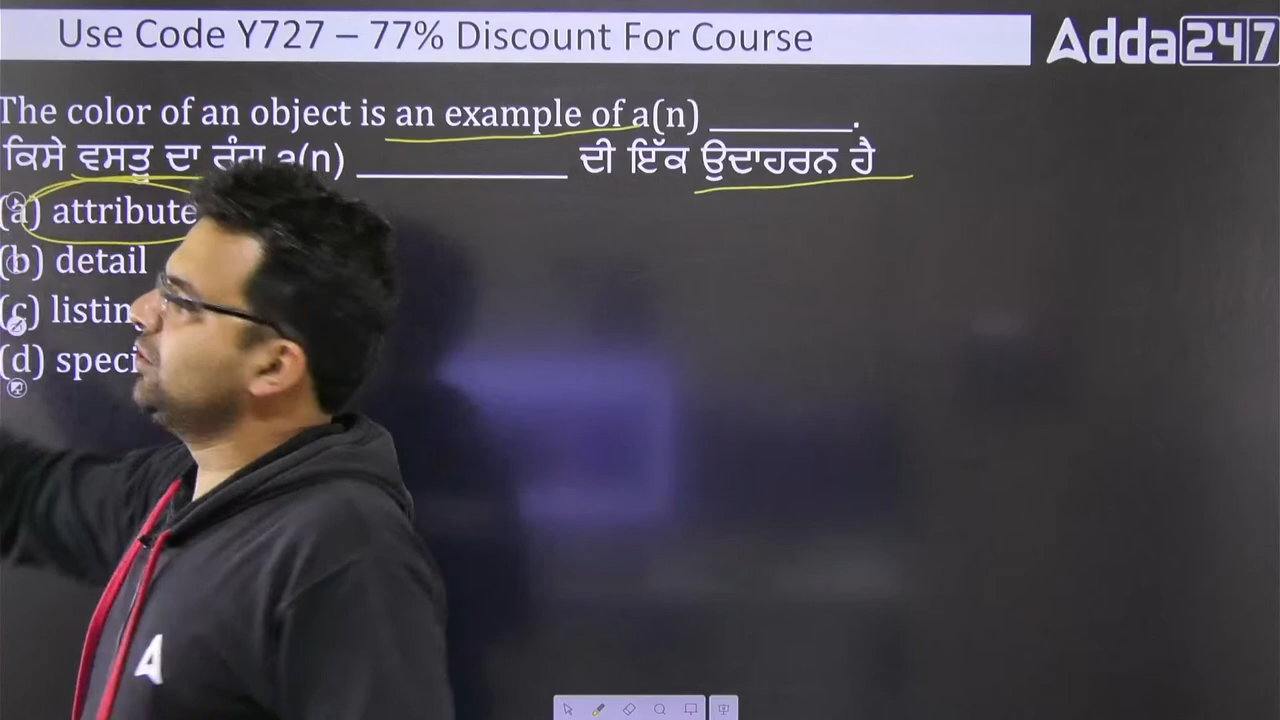 Use Code Y727 – 77% Discount For Course
Adda247
The color of an object is an example of a(n) ________.
ਕਿਸੇ ਵਸਤੂ ਦਾ ਰੰਗ a(n) ____________ ਦੀ ਇੱਕ ਉਦਾਹਰਨ ਹੈ
(a) attribute
(b) detail
(c) listin
(d) speci
A